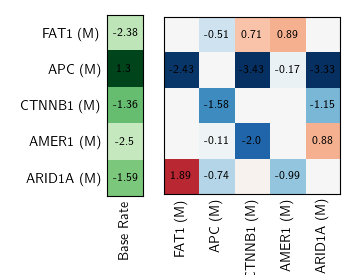 FAT1 (M) -2.38 -0.51 0.71 0.89
APC (M) 1.3 -2.43 -3.43 -0.17 -3.33
CTNNB1 (M) -1.36 -1.58 -1.15
AMER1 (M) -2.5 -0.11 -2.0 0.88
ARID1A (M) -1.59 1.89 -0.74 -0.99
Base Rate
FAT1 (M)
APC (M)
CTNNB1 (M)
AMER1 (M)
ARID1A (M)